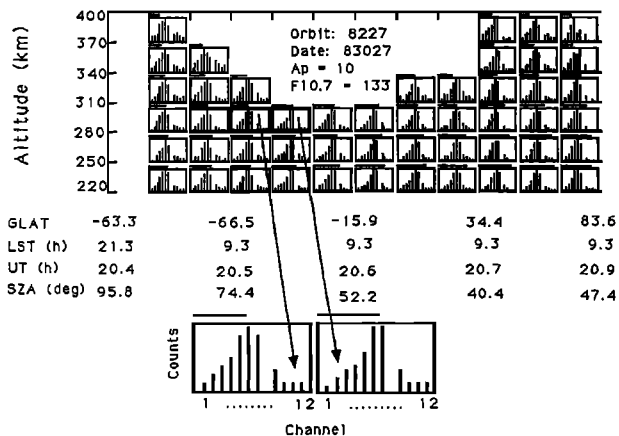 400
370
340
310
280
250
220
Altitude (km)
Orbit: 8227
Date: 83027
Ap = 10
F10.7 = 133
GLAT -63.3 -66.5 -15.9 34.4 83.6
LST (h) 21.3 9.3 9.3 9.3 9.3
UT (h) 20.4 20.5 20.6 20.7 20.9
SZA (deg) 95.8 74.4 52.2 40.4 47.4
Counts
1 ........ 12 1 ........ 12
Channel